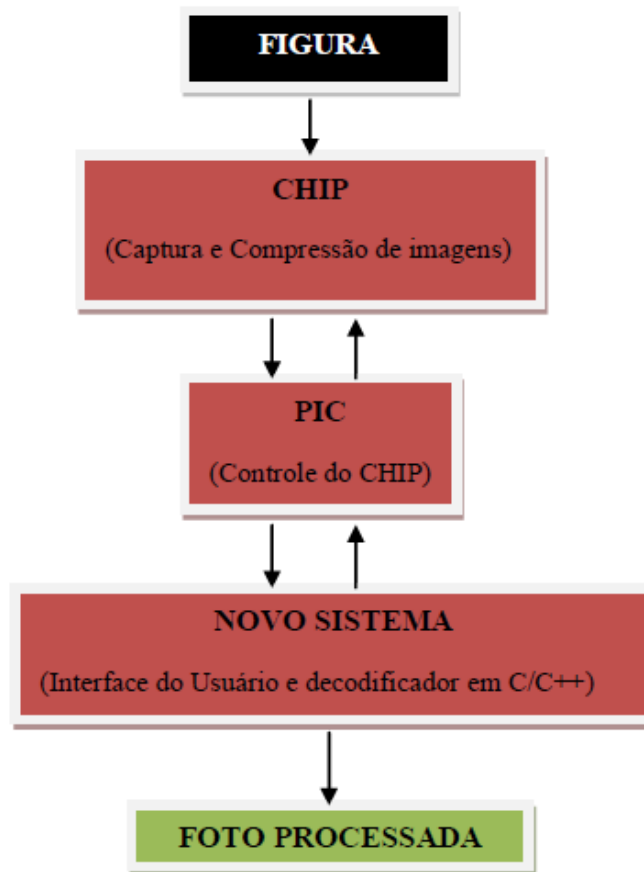 FIGURA
CHIP
(Captura e Compressão de imagens)
PIC
(Controle do CHIP)
NOVO SISTEMA
(Interface do Usuário e decodificador em C/C++)
FOTO PROCESSADA